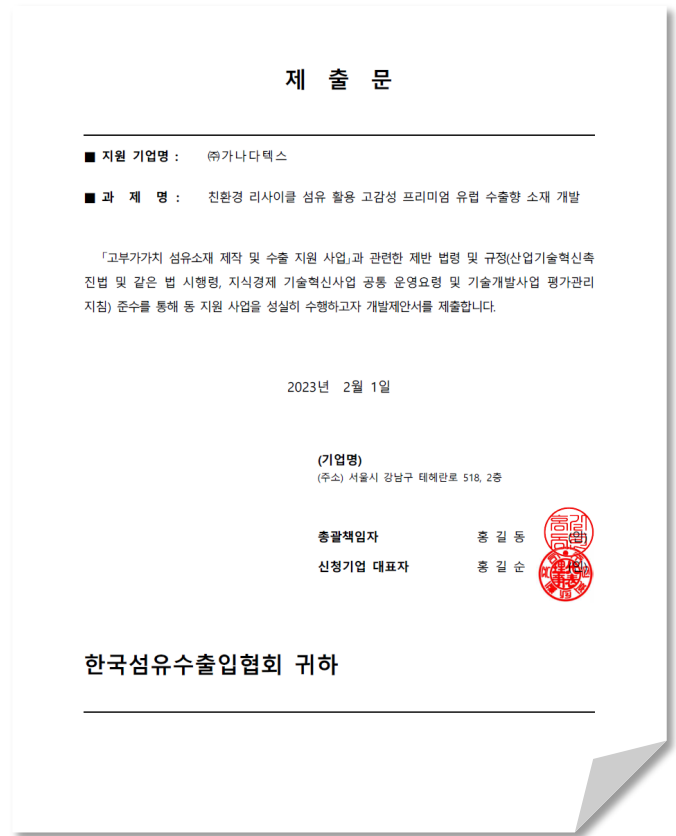 제 출 문
■ 지원 기업명 : ㈜가나다텍스
■ 과 제 명 : 친환경 리사이클 섬유 활용 고감성 프리미엄 유럽 수출향 소재 개발
「고부가가치 섬유소재 제작 및 수출 지원 사업」과 관련한 제반 법령 및 규정(산업기술혁신촉
진법 및 같은 법 시행령, 지식경제 기술혁신사업 공통 운영요령 및 기술개발사업 평가관리
지침) 준수를 통해 동 지원 사업을 성실히 수행하고자 개발제안서를 제출합니다.
2023년 2월 1일
(기업명)
(주소) 서울시 강남구 테헤란로 518, 2층
총괄책임자 홍 길 동 (인)
신청기업 대표자 홍 길 순 (인)
한국섬유수출입협회 귀하